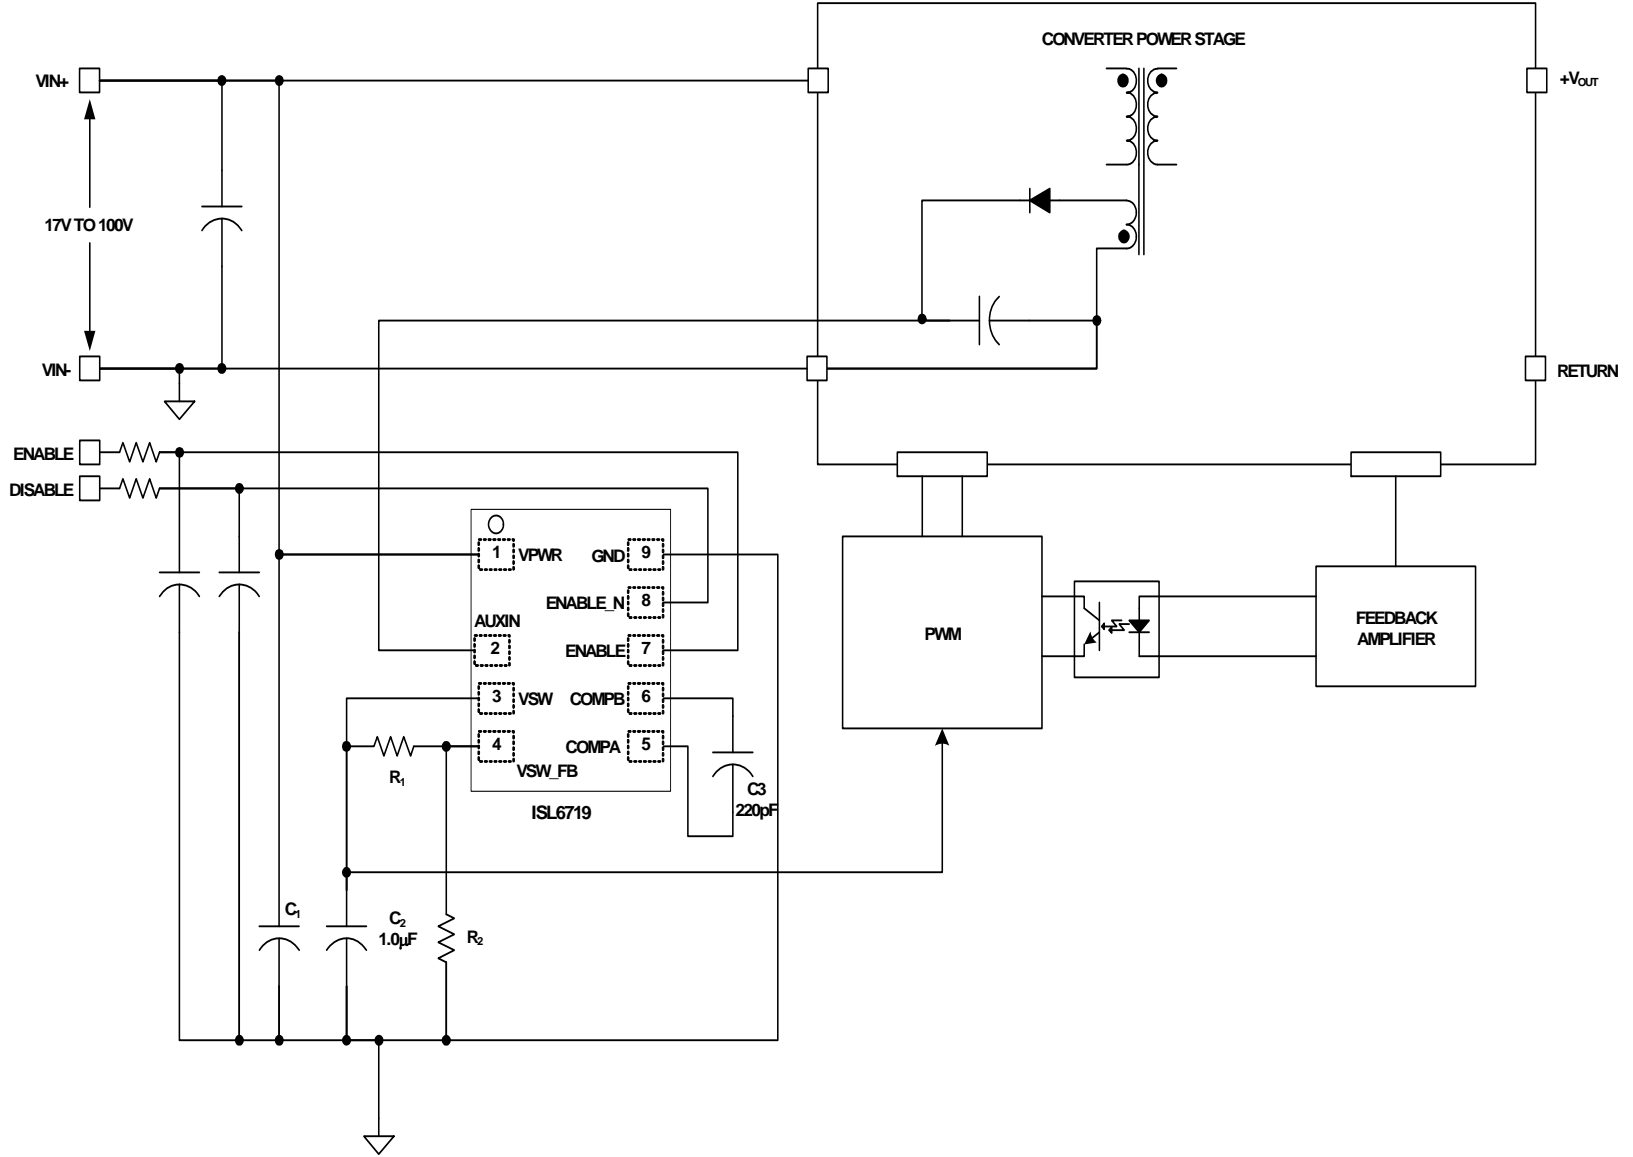 CONVERTER POWER STAGE
VIN+
+VOUT
17V TO 100V
VIN-
RETURN
ENABLE
DISABLE
1 VPWR
GND 9
ENABLE_N 8
AUXIN
2
ENABLE 7
3 VSW
COMPB 6
4
VSW_FB
COMPA 5
R1
C3
220pF
ISL6719
PWM
FEEDBACK
AMPLIFIER
C1
C2
1.0µF
R2